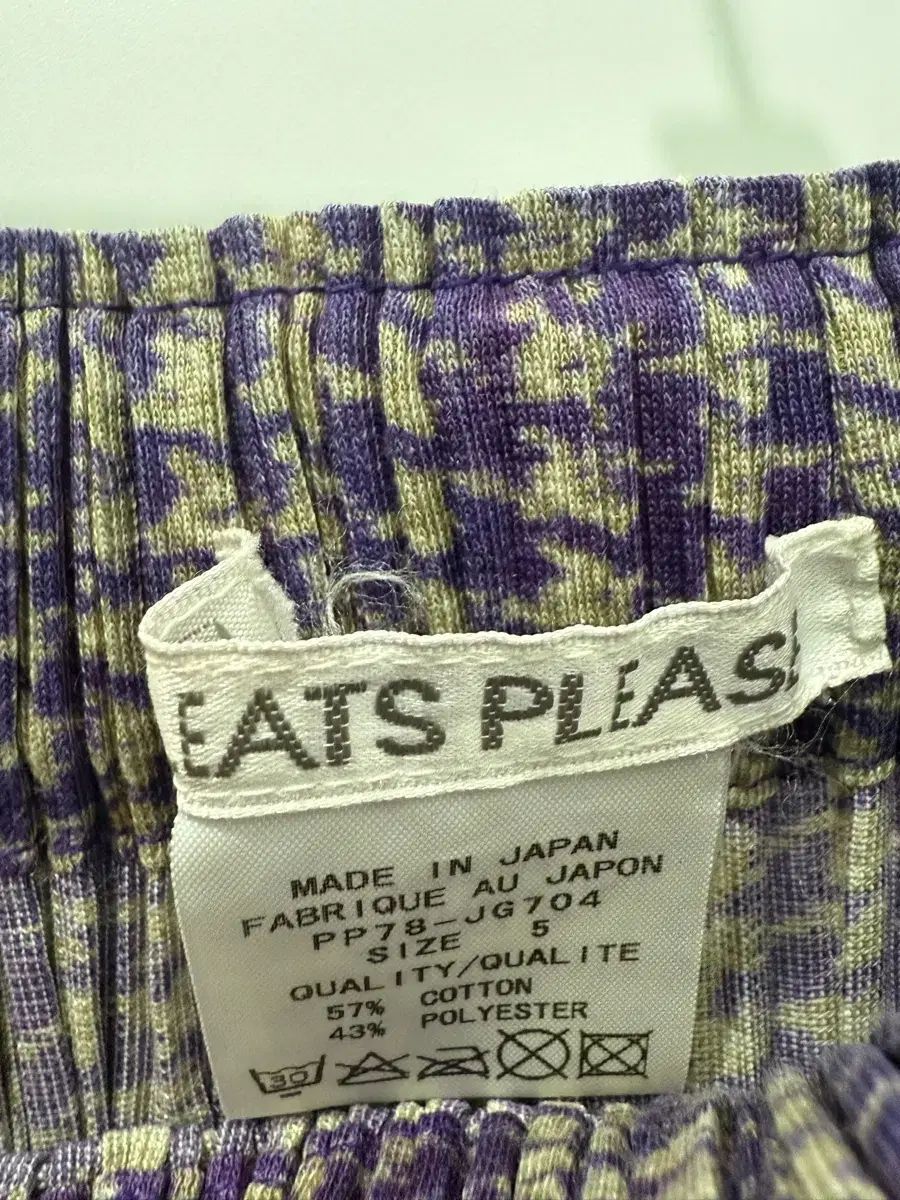 EATS PLEAS
MADE IN JAPAN
FABRIQUE AU JAPON
PP78-JG704
SIZE 5
QUALITY/QUALITE
57% COTTON
43% POLYESTER
30